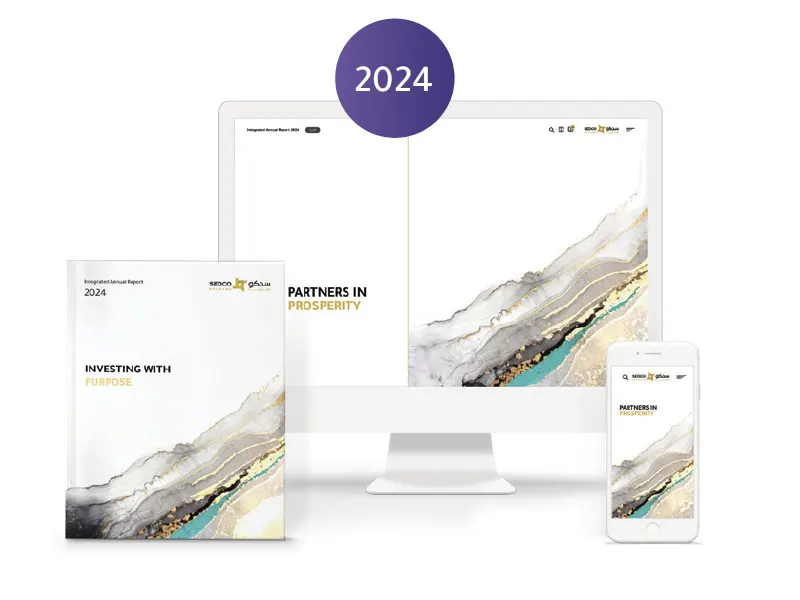 2024
Integrated Annual Report 2024
SEDCO سدكو
PARTNERS IN
PROSPERITY
Integrated Annual Report
2024
SEDCO سدكو
HOLDING
INVESTING WITH
PURPOSE
SEDCO سدكو
PARTNERS IN
PROSPERITY